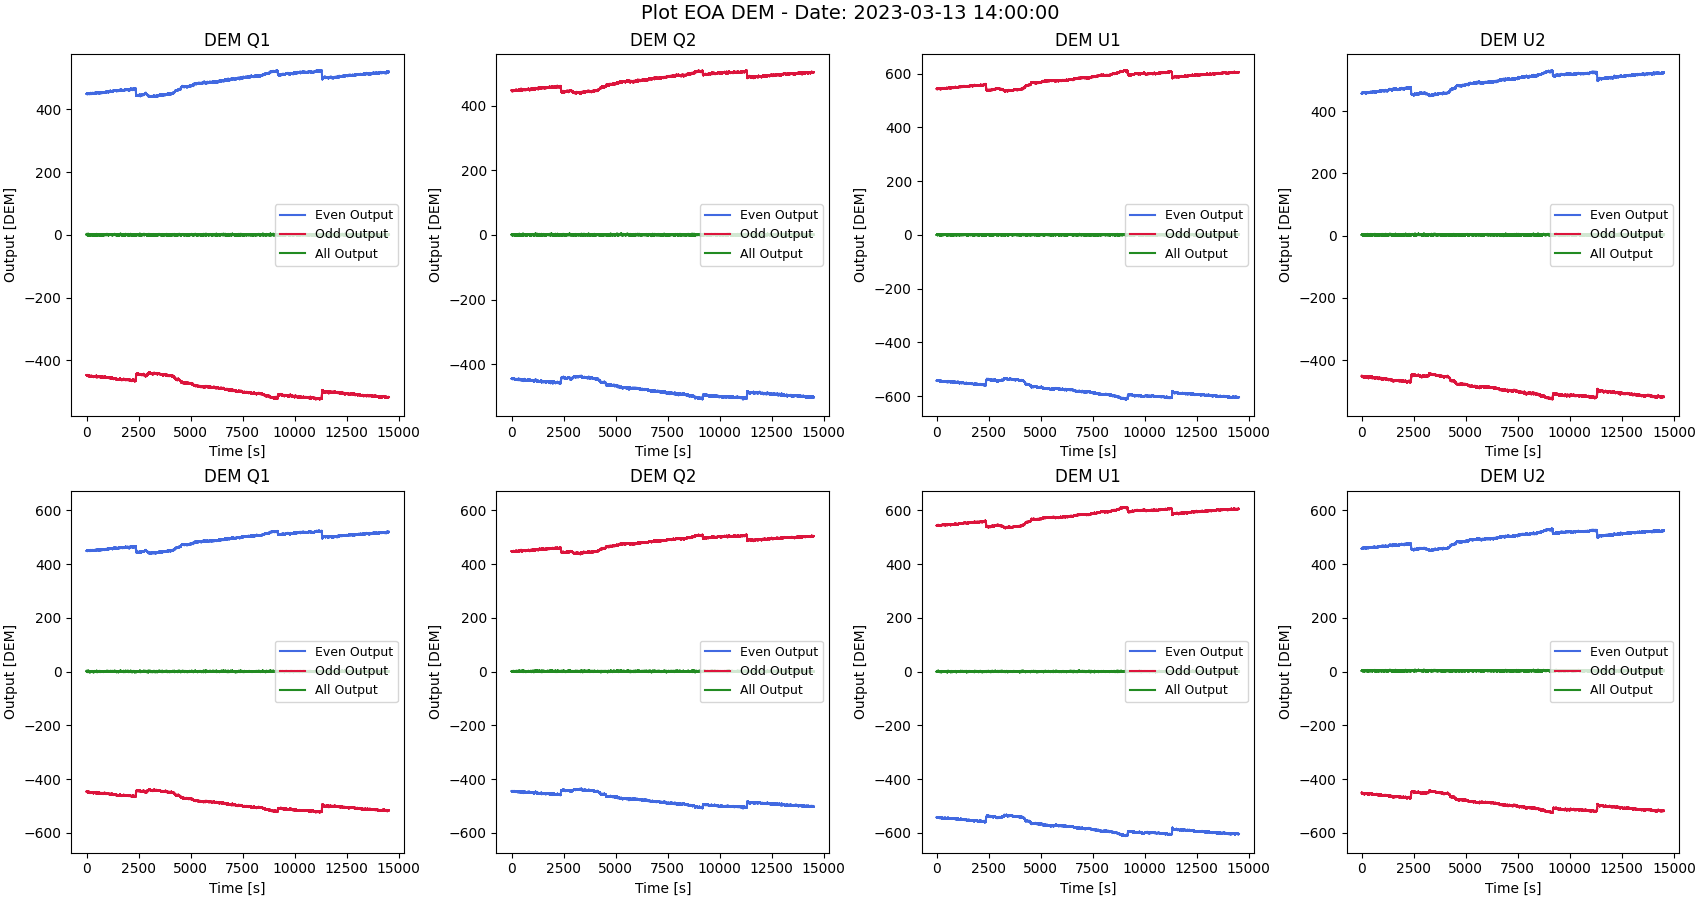 Plot EOA DEM - Date: 2023-03-13 14:00:00
DEM Q1
Output [DEM]
400
200
0
−200
−400
Even Output
Odd Output
All Output
0 2500 5000 7500 10000 12500 15000
Time [s]
DEM Q2
Output [DEM]
400
200
0
−200
−400
Even Output
Odd Output
All Output
0 2500 5000 7500 10000 12500 15000
Time [s]
DEM U1
Output [DEM]
600
400
200
0
−200
−400
−600
Even Output
Odd Output
All Output
0 2500 5000 7500 10000 12500 15000
Time [s]
DEM U2
Output [DEM]
400
200
0
−200
−400
Even Output
Odd Output
All Output
0 2500 5000 7500 10000 12500 15000
Time [s]
DEM Q1
Output [DEM]
600
400
200
0
−200
−400
−600
Even Output
Odd Output
All Output
0 2500 5000 7500 10000 12500 15000
Time [s]
DEM Q2
Output [DEM]
600
400
200
0
−200
−400
−600
Even Output
Odd Output
All Output
0 2500 5000 7500 10000 12500 15000
Time [s]
DEM U1
Output [DEM]
600
400
200
0
−200
−400
−600
Even Output
Odd Output
All Output
0 2500 5000 7500 10000 12500 15000
Time [s]
DEM U2
Output [DEM]
600
400
200
0
−200
−400
−600
Even Output
Odd Output
All Output
0 2500 5000 7500 10000 12500 15000
Time [s]